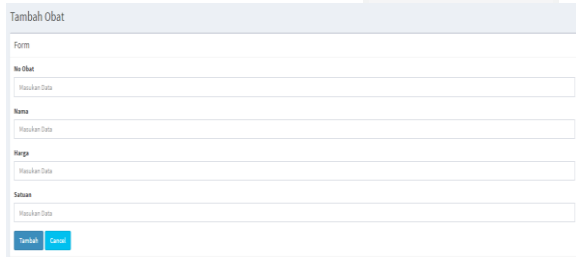 Tambah Obat
Form
No Obat
Masukan Data
Nama
Masukan Data
Harga
Masukan Data
Satuan
Masukan Data
Tambah Cancel